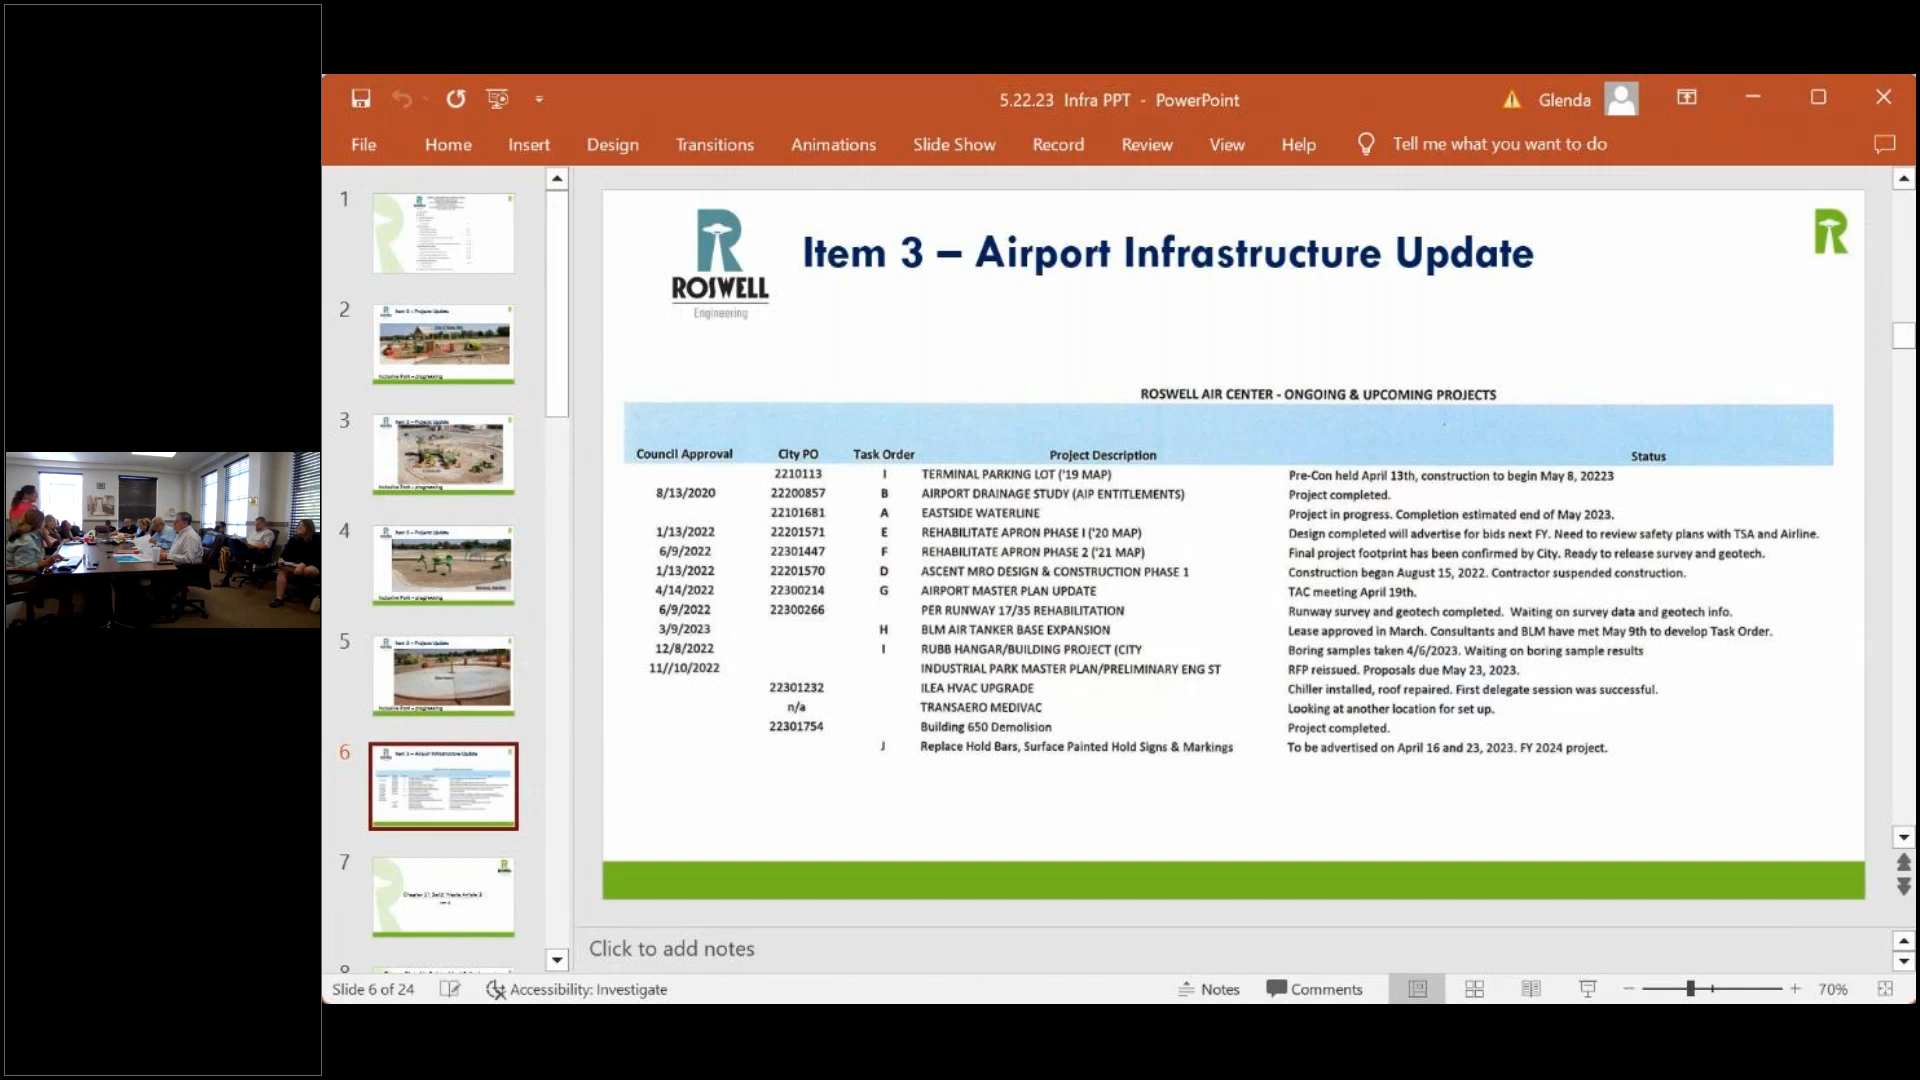 5.22.23 Infra PPT - PowerPoint
Glenda
File Home Insert Design Transitions Animations Slide Show Record Review View Help Tell me what you want to do
1
2
3
4
5
6
7
8
R
ROSWELL
Engineering
Item 3 – Airport Infrastructure Update
R
ROSWELL AIR CENTER - ONGOING & UPCOMING PROJECTS
Council Approval City PO Task Order Project Description Status
2210113 I TERMINAL PARKING LOT ('19 MAP) Pre-Con held April 13th, construction to begin May 8, 20223
8/13/2020 22200857 B AIRPORT DRAINAGE STUDY (AIP ENTITLEMENTS) Project completed.
22101681 A EASTSIDE WATERLINE Project in progress. Completion estimated end of May 2023.
1/13/2022 22201571 E REHABILITATE APRON PHASE I ('20 MAP) Design completed will advertise for bids next FY. Need to review safety plans with TSA and Airline.
6/9/2022 22301447 F REHABILITATE APRON PHASE 2 ('21 MAP) Final project footprint has been confirmed by City. Ready to release survey and geotech.
1/13/2022 22201570 D ASCENT MRO DESIGN & CONSTRUCTION PHASE 1 Construction began August 15, 2022. Contractor suspended construction.
4/14/2022 22300214 G AIRPORT MASTER PLAN UPDATE TAC meeting April 19th.
6/9/2022 22300266 PER RUNWAY 17/35 REHABILITATION Runway survey and geotech completed. Waiting on survey data and geotech info.
3/9/2023 H BLM AIR TANKER BASE EXPANSION Lease approved in March. Consultants and BLM have met May 9th to develop Task Order.
12/8/2022 I RUBB HANGAR/BUILDING PROJECT (CITY Boring samples taken 4/6/2023. Waiting on boring sample results
11//10/2022 INDUSTRIAL PARK MASTER PLAN/PRELIMINARY ENG ST RFP reissued. Proposals due May 23, 2023.
22301232 ILEA HVAC UPGRADE Chiller installed, roof repaired. First delegate session was successful.
n/a TRANSAERO MEDIVAC Looking at another location for set up.
22301754 Building 650 Demolision Project completed.
J Replace Hold Bars, Surface Painted Hold Signs & Markings To be advertised on April 16 and 23, 2023. FY 2024 project.
Click to add notes
Slide 6 of 24 Accessibility: Investigate Notes Comments 70%